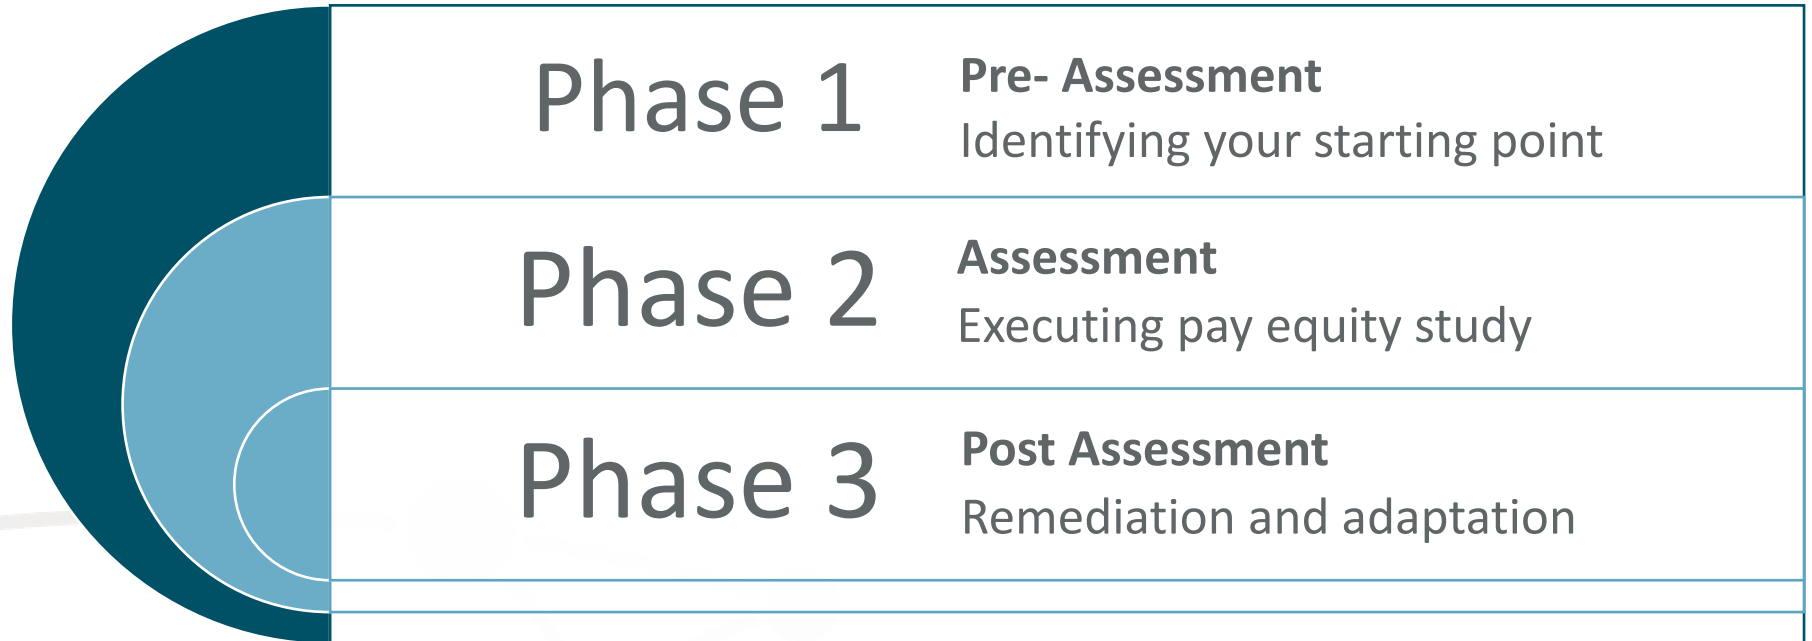 Phase 1
Pre- Assessment
Identifying your starting point
Phase 2
Assessment
Executing pay equity study
Phase 3
Post Assessment
Remediation and adaptation